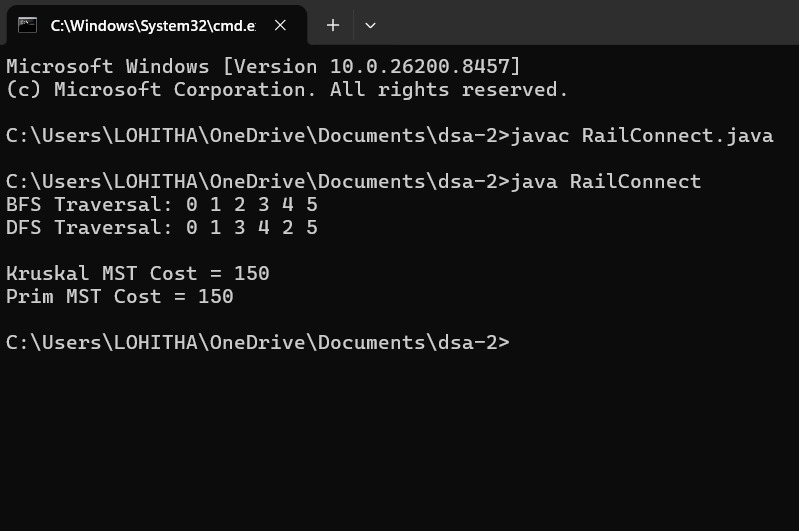 C:\Windows\System32\cmd.e
Microsoft Windows [Version 10.0.26200.8457]
(c) Microsoft Corporation. All rights reserved.
C:\Users\LOHITHA\OneDrive\Documents\dsa-2>javac RailConnect.java
C:\Users\LOHITHA\OneDrive\Documents\dsa-2>java RailConnect
BFS Traversal: 0 1 2 3 4 5
DFS Traversal: 0 1 3 4 2 5
Kruskal MST Cost = 150
Prim MST Cost = 150
C:\Users\LOHITHA\OneDrive\Documents\dsa-2>